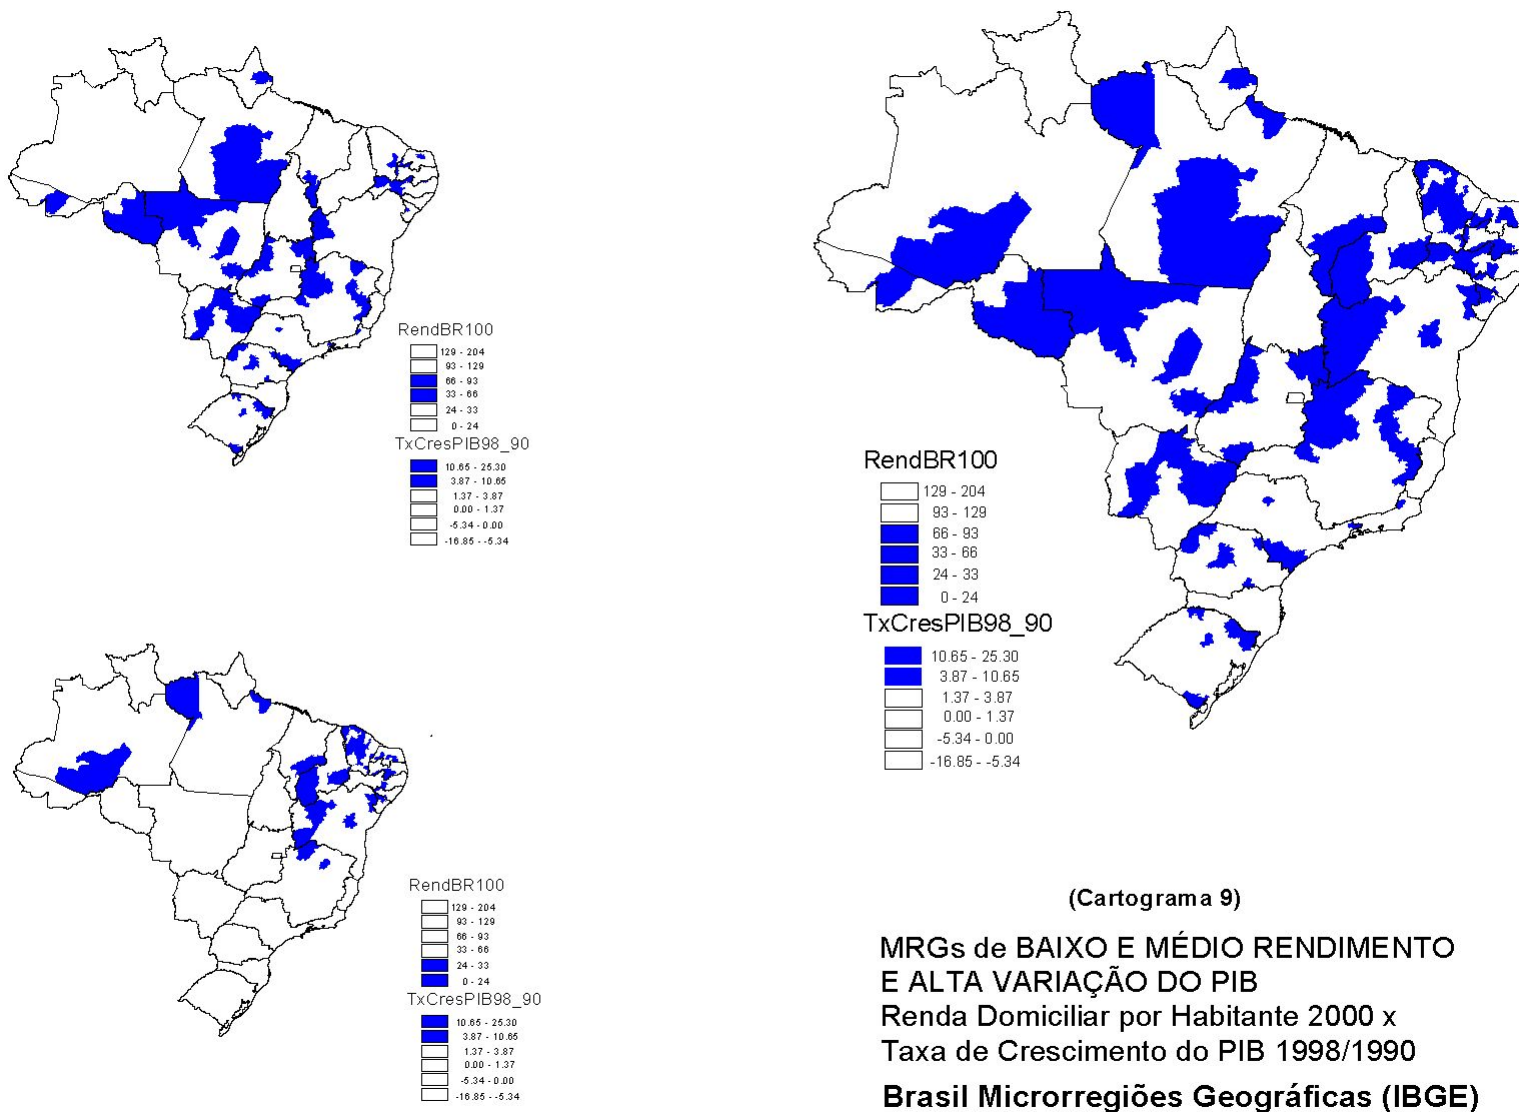 RendBR100
129 - 204
93 - 129
66 - 93
33 - 66
24 - 33
0 - 24
TxCresPIB98_90
10.65 - 25.30
3.87 - 10.65
1.37 - 3.87
0.00 - 1.37
-5.34 - 0.00
-16.85 - -5.34
RendBR100
129 - 204
93 - 129
66 - 93
33 - 66
24 - 33
0 - 24
TxCresPIB98_90
10.65 - 25.30
3.87 - 10.65
1.37 - 3.87
0.00 - 1.37
-5.34 - 0.00
-16.85 - -5.34
RendBR100
129 - 204
93 - 129
66 - 93
33 - 66
24 - 33
0 - 24
TxCresPIB98_90
10.65 - 25.30
3.87 - 10.65
1.37 - 3.87
0.00 - 1.37
-5.34 - 0.00
-16.85 - -5.34
(Cartograma 9)
MRGs de BAIXO E MÉDIO RENDIMENTO
E ALTA VARIAÇÃO DO PIB
Renda Domiciliar por Habitante 2000 x
Taxa de Crescimento do PIB 1998/1990
Brasil Microrregiões Geográficas (IBGE)